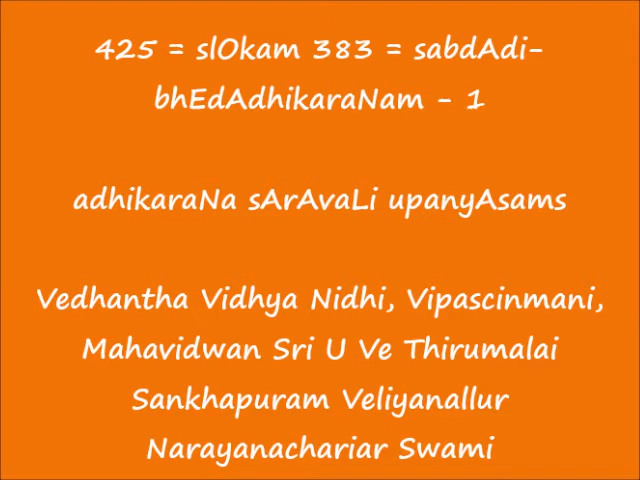 425 = slOkam 383 = sabdAdi-
bhEdAdhikaraNam - 1
adhikaraNa sArAvaLi upanyAsams
Vedhantha Vidhya Nidhi, Vipascinmani,
Mahavidwan Sri U Ve Thirumalai
Sankhapuram Veliyanallur
Narayanachariar Swami